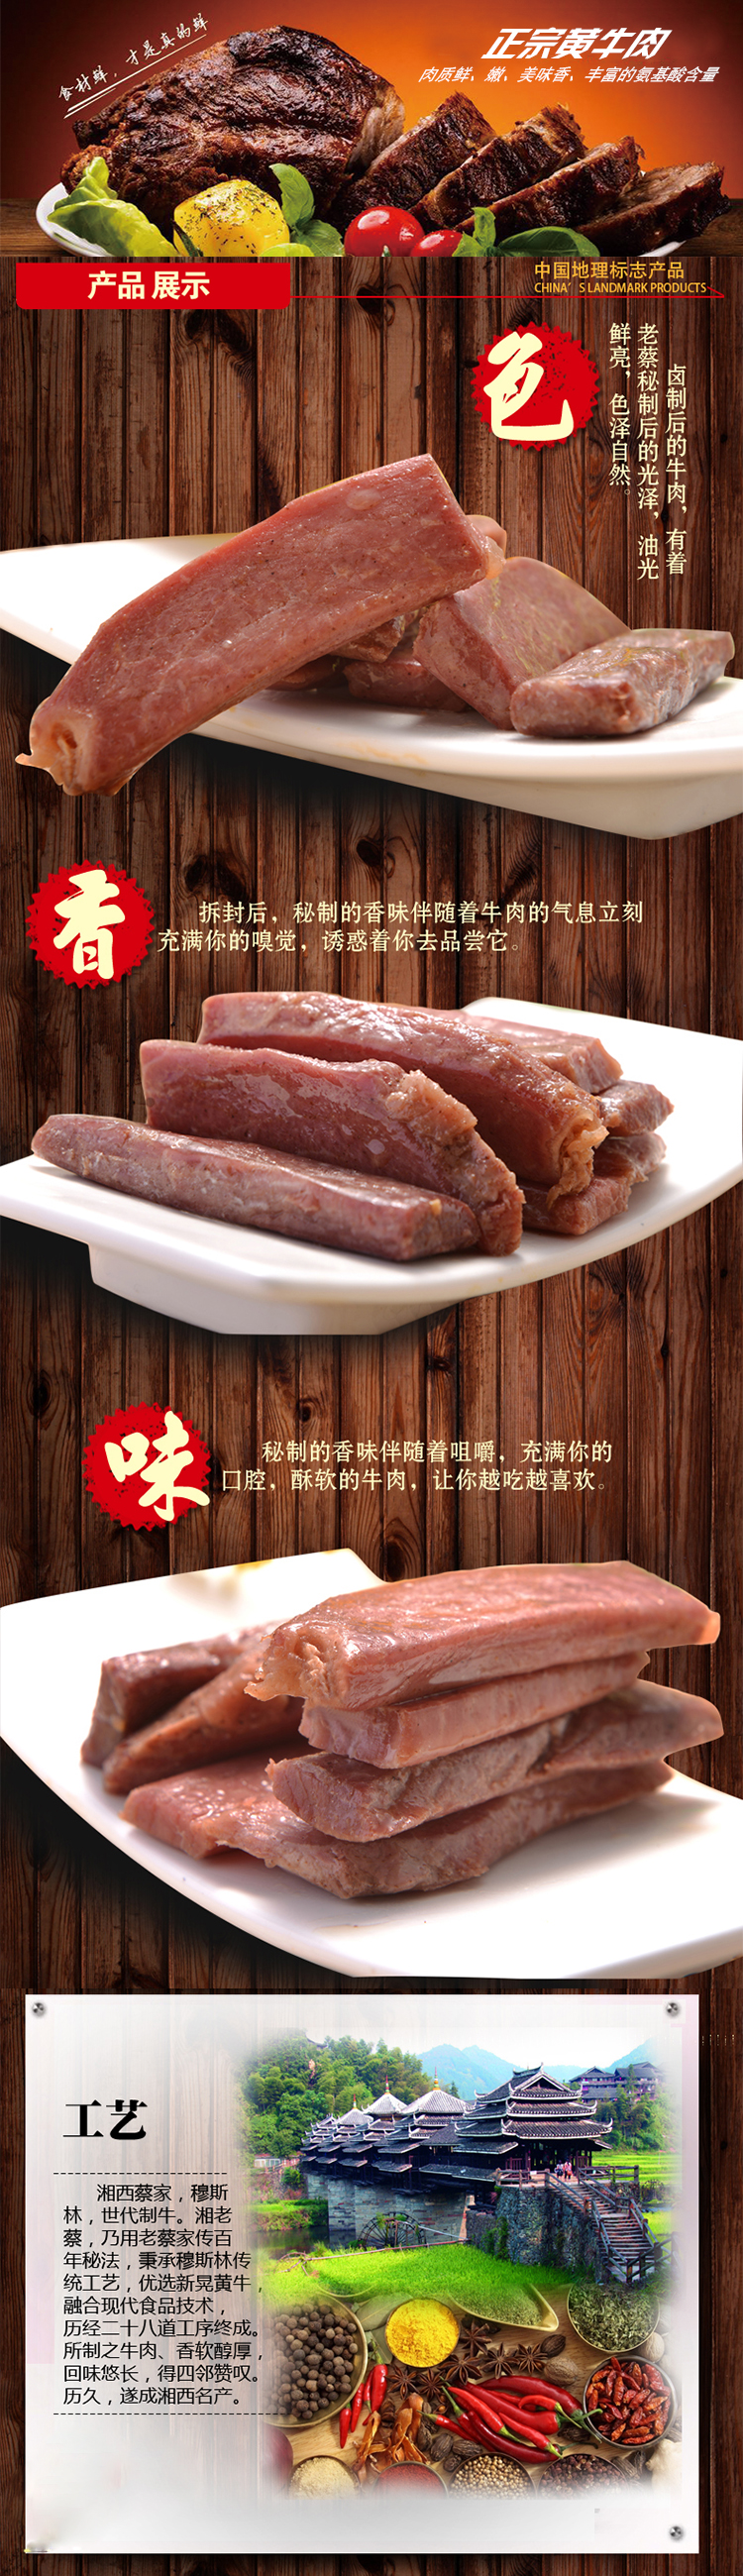 食材鲜，才是真的鲜
正宗黄牛肉
肉质鲜、嫩、美味香、丰富的氨基酸含量
产品 展示
中国地理标志产品
CHINA’S LANDMARK PRODUCTS
色
卤制后的牛肉，有着
老蔡秘制后的光泽，油光
鲜亮，色泽自然。
香
拆封后，秘制的香味伴随着牛肉的气息立刻
充满你的嗅觉，诱惑着你去品尝它。
味
秘制的香味伴随着咀嚼，充满你的
口腔，酥软的牛肉，让你越吃越喜欢。
工艺
湘西蔡家，穆斯
林，世代制牛。湘老
蔡，乃用老蔡家传百
年秘法，秉承穆斯林传
统工艺，优选新晃黄牛，
融合现代食品技术，
历经二十八道工序终成。
所制之牛肉、香软醇厚，
回味悠长，得四邻赞叹。
历久，遂成湘西名产。